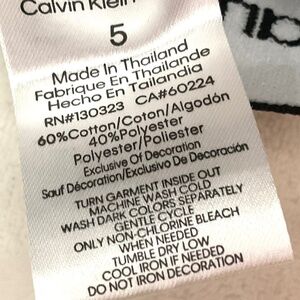 Calvin Klein
5
Made In Thailand
Fabrique En Thaïlande
Hecho En Tailandia
RN#130323 CA#60224
60%Cotton/Coton/Algodón
40%Polyester/
Polyester/Poliester
Exclusive Of Decoration
Sauf Décoration/Exclusivo De Decoración
TURN GARMENT INSIDE OUT
MACHINE WASH COLD
WASH DARK COLORS SEPARATELY
GENTLE CYCLE
ONLY NON-CHLORINE BLEACH
WHEN NEEDED
TUMBLE DRY LOW
COOL IRON IF NEEDED
DO NOT IRON DECORATION